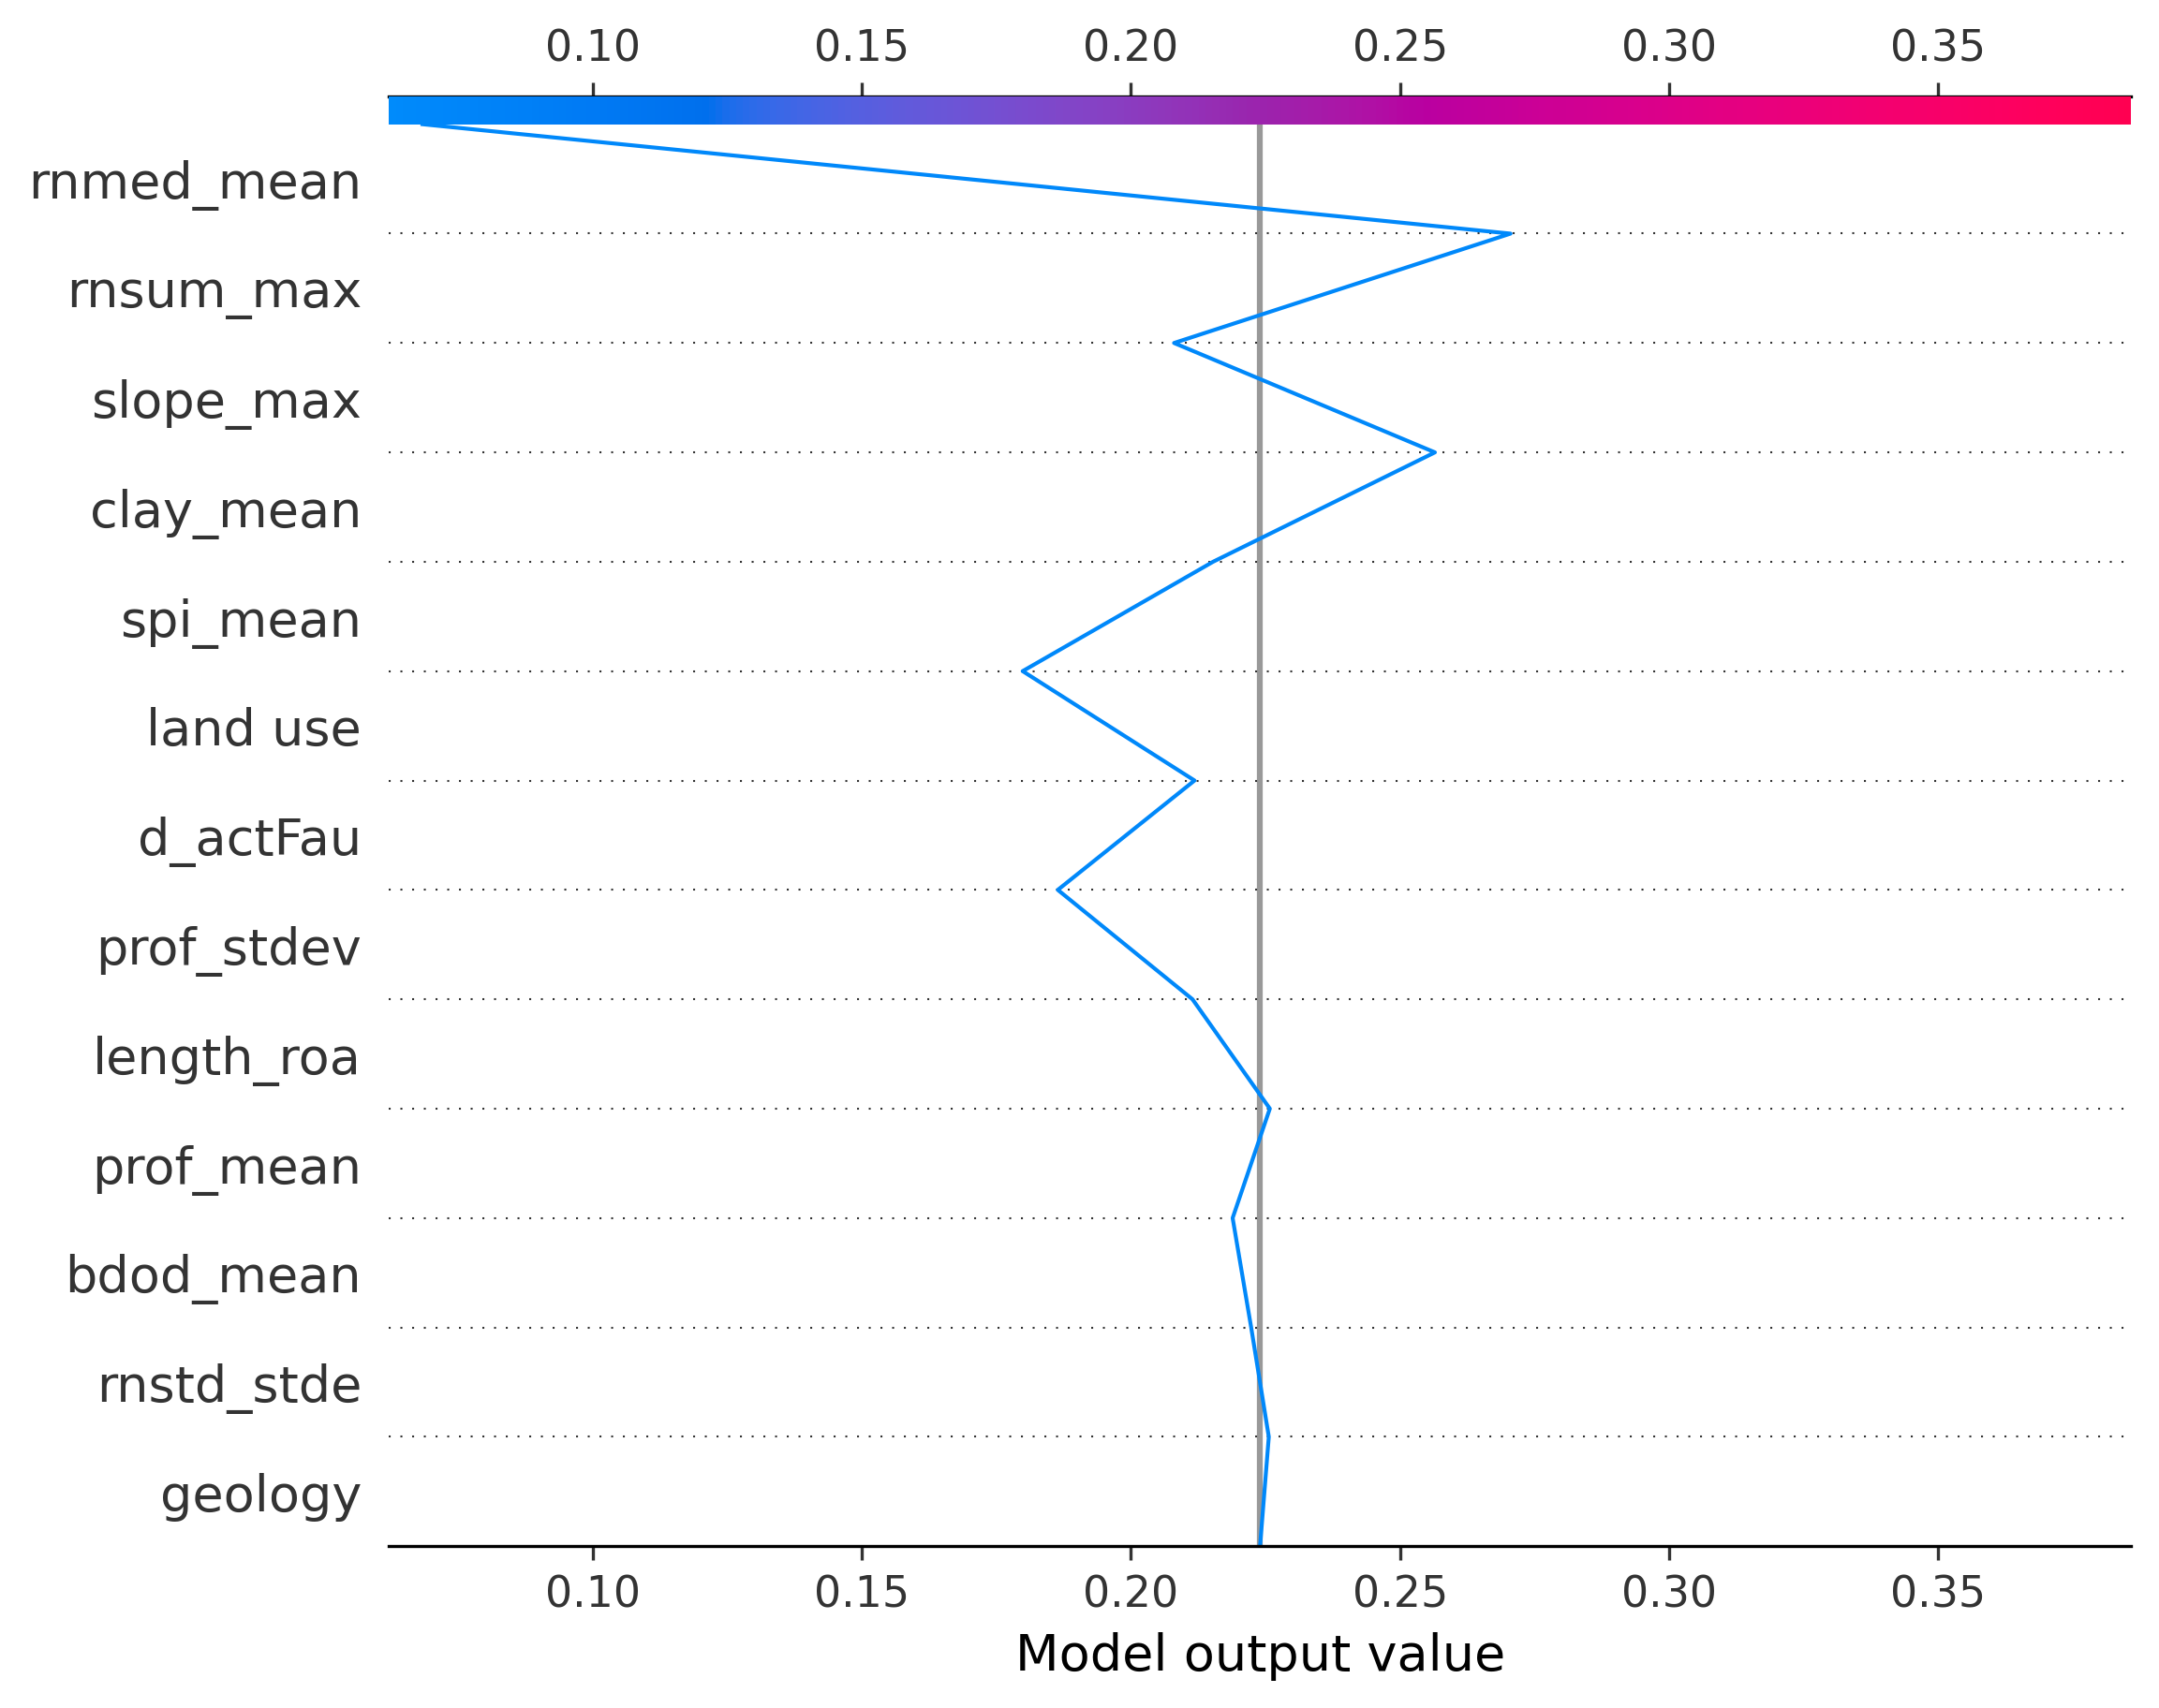 0.10 0.15 0.20 0.25 0.30 0.35
rnmed_mean
rnsum_max
slope_max
clay_mean
spi_mean
land use
d_actFau
prof_stdev
length_roa
prof_mean
bdod_mean
rnstd_stde
geology
0.10 0.15 0.20 0.25 0.30 0.35
Model output value